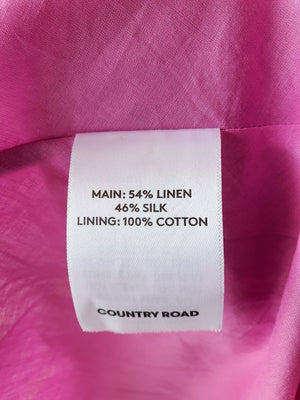 MAIN: 54% LINEN
46% SILK
LINING: 100% COTTON
COUNTRY ROAD